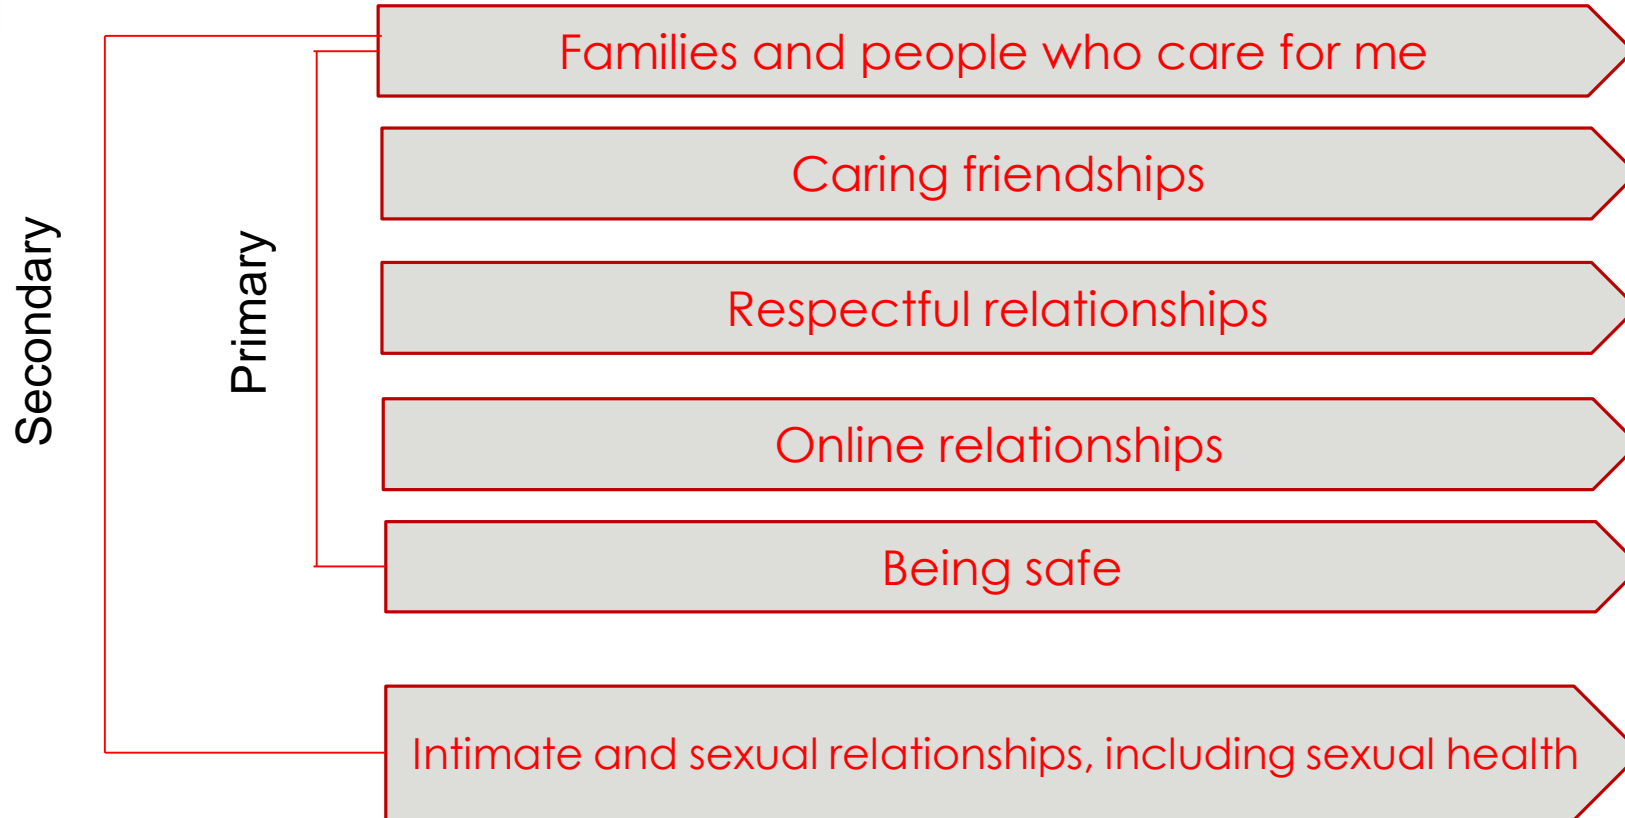 Secondary
Primary
Families and people who care for me
Caring friendships
Respectful relationships
Online relationships
Being safe
Intimate and sexual relationships, including sexual health